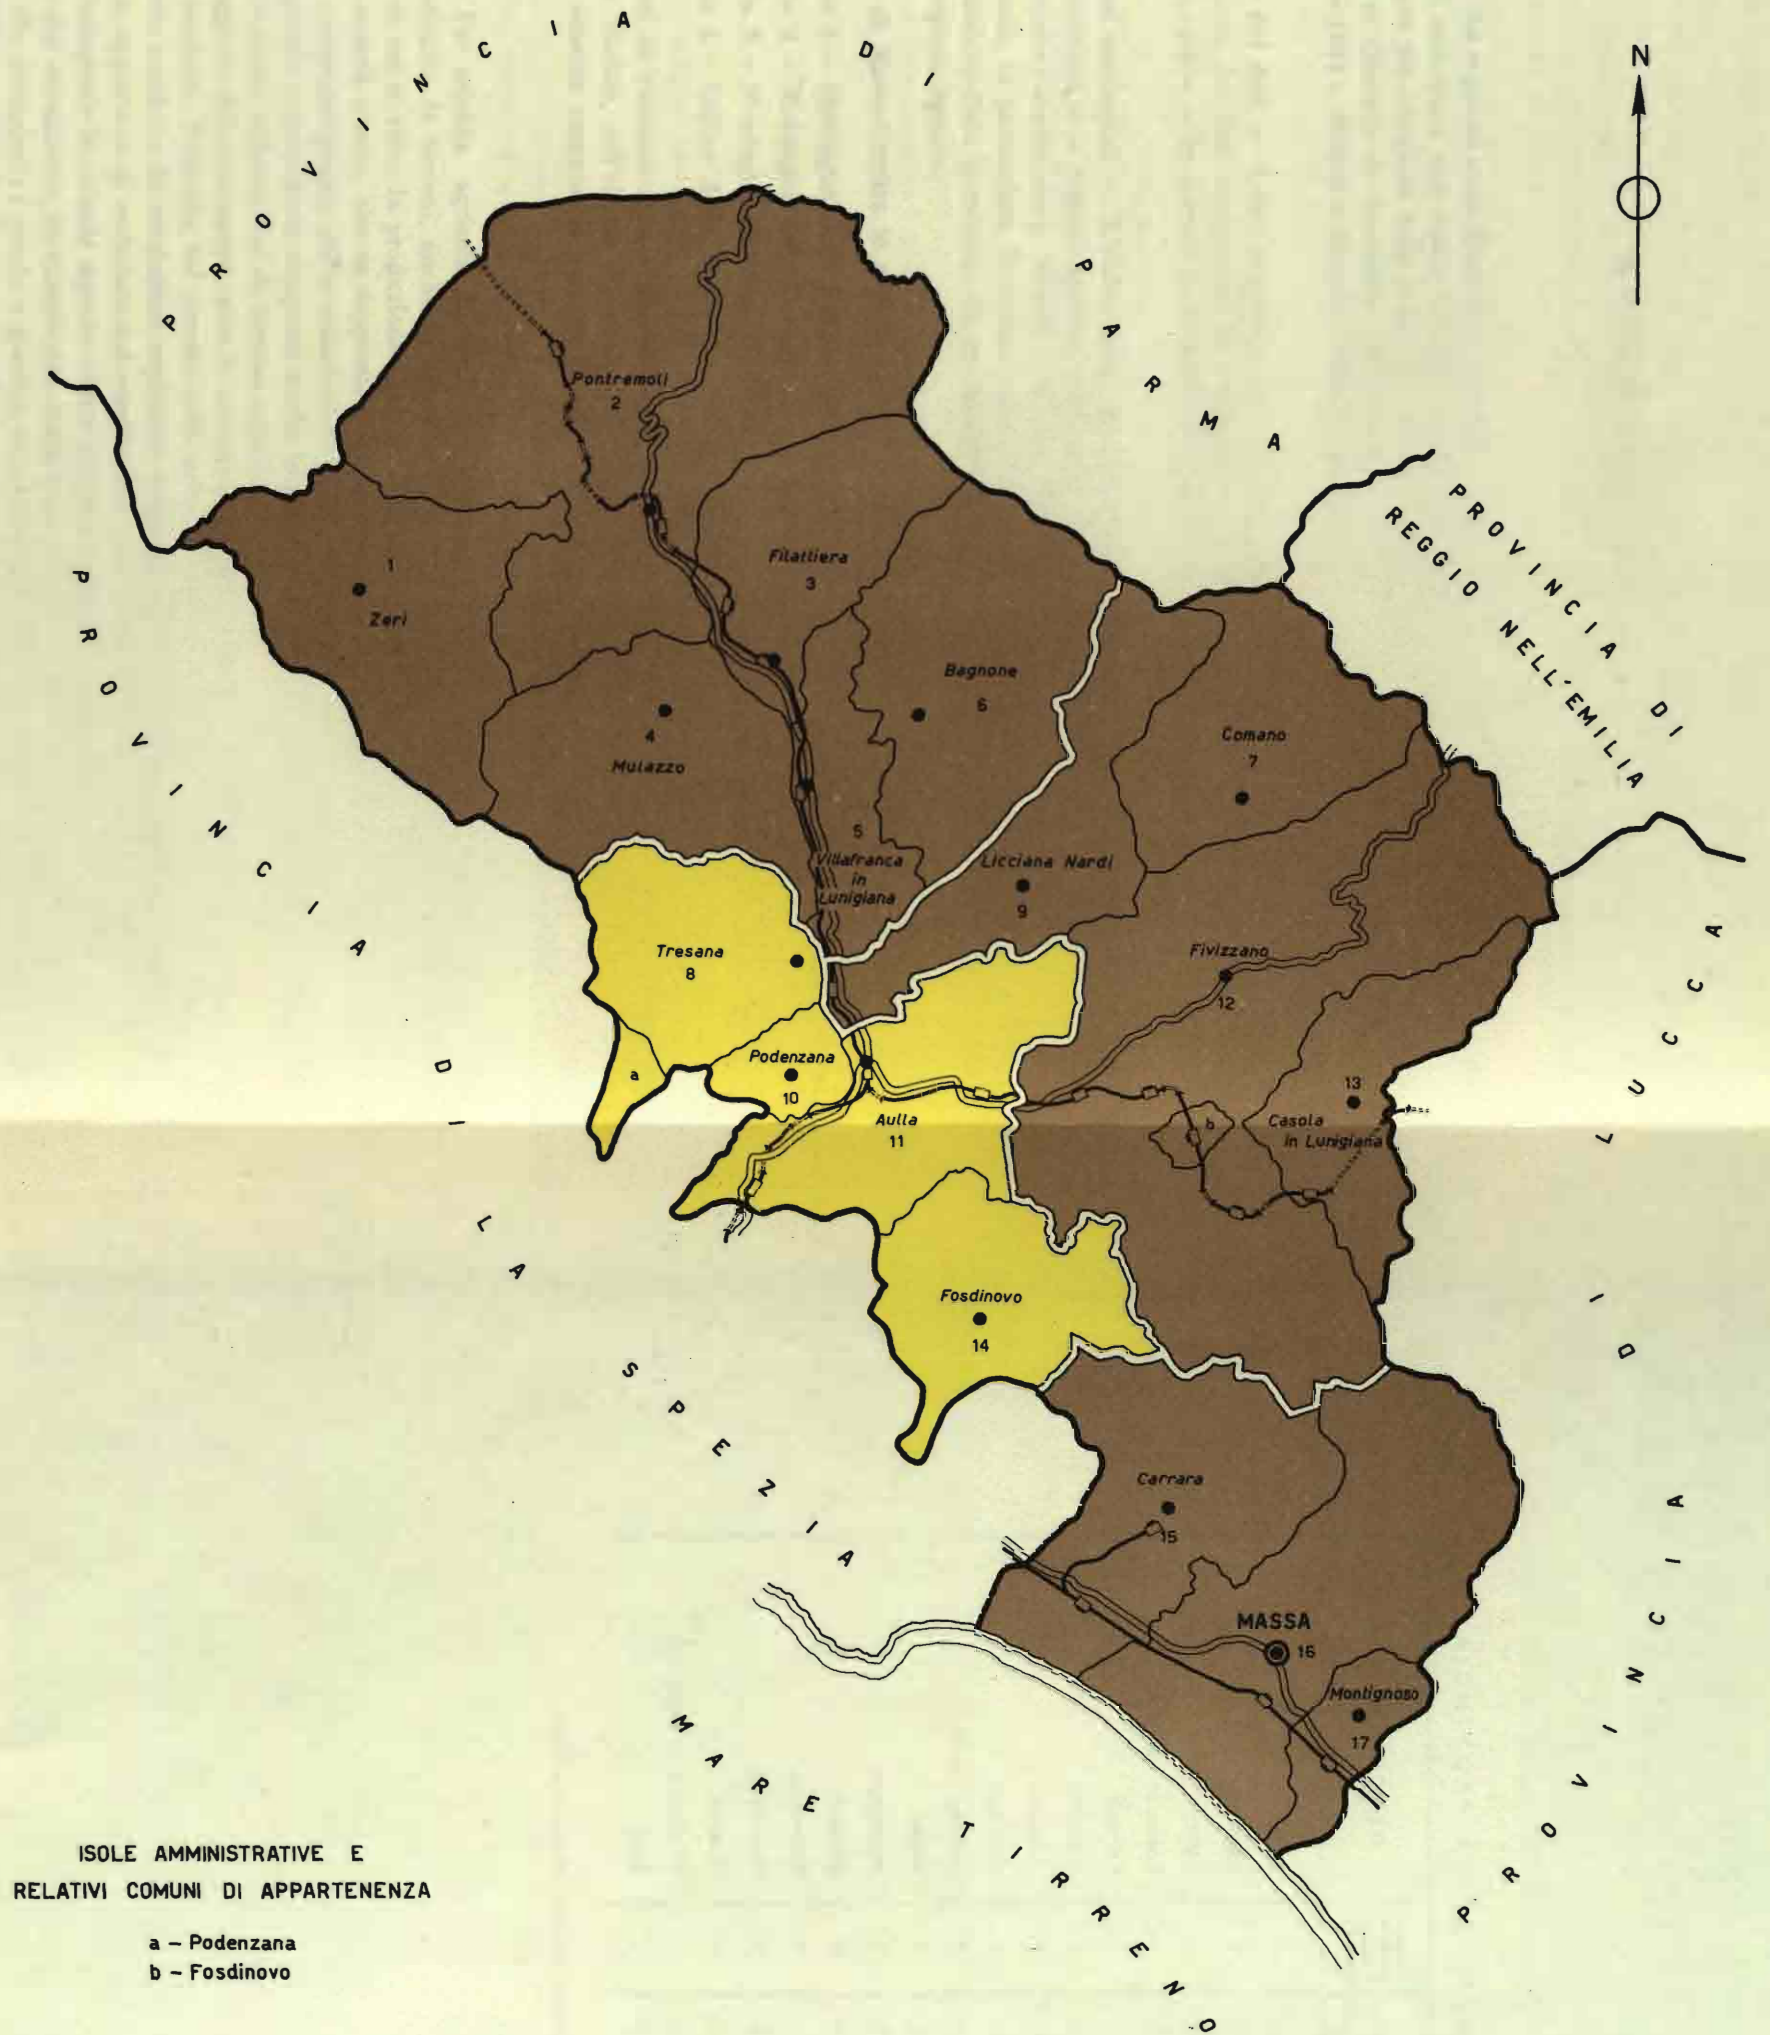 PROVINCIA DI PARMA
N
PROVINCIA DI
REGGIO NELL'EMILIA
Pontremoli
2
Filattiera
3
1
Zeri
Bagnone
6
4
Mulazzo
Comano
7
5
Villafranca
in
Lunigiana
Licciana Nardi
9
Tresana
8
Fivizzano
12
Podenzana
10
a
Aulla
11
13
Casola
in Lunigiana
b
Fosdinovo
14
Carrara
15
MASSA
16
Montignoso
17
PROVINCIA DI LA SPEZIA
PROVINCIA DI LUCCA
MARE TIRRENO
ISOLE AMMINISTRATIVE E
RELATIVI COMUNI DI APPARTENENZA
a – Podenzana
b – Fosdinovo